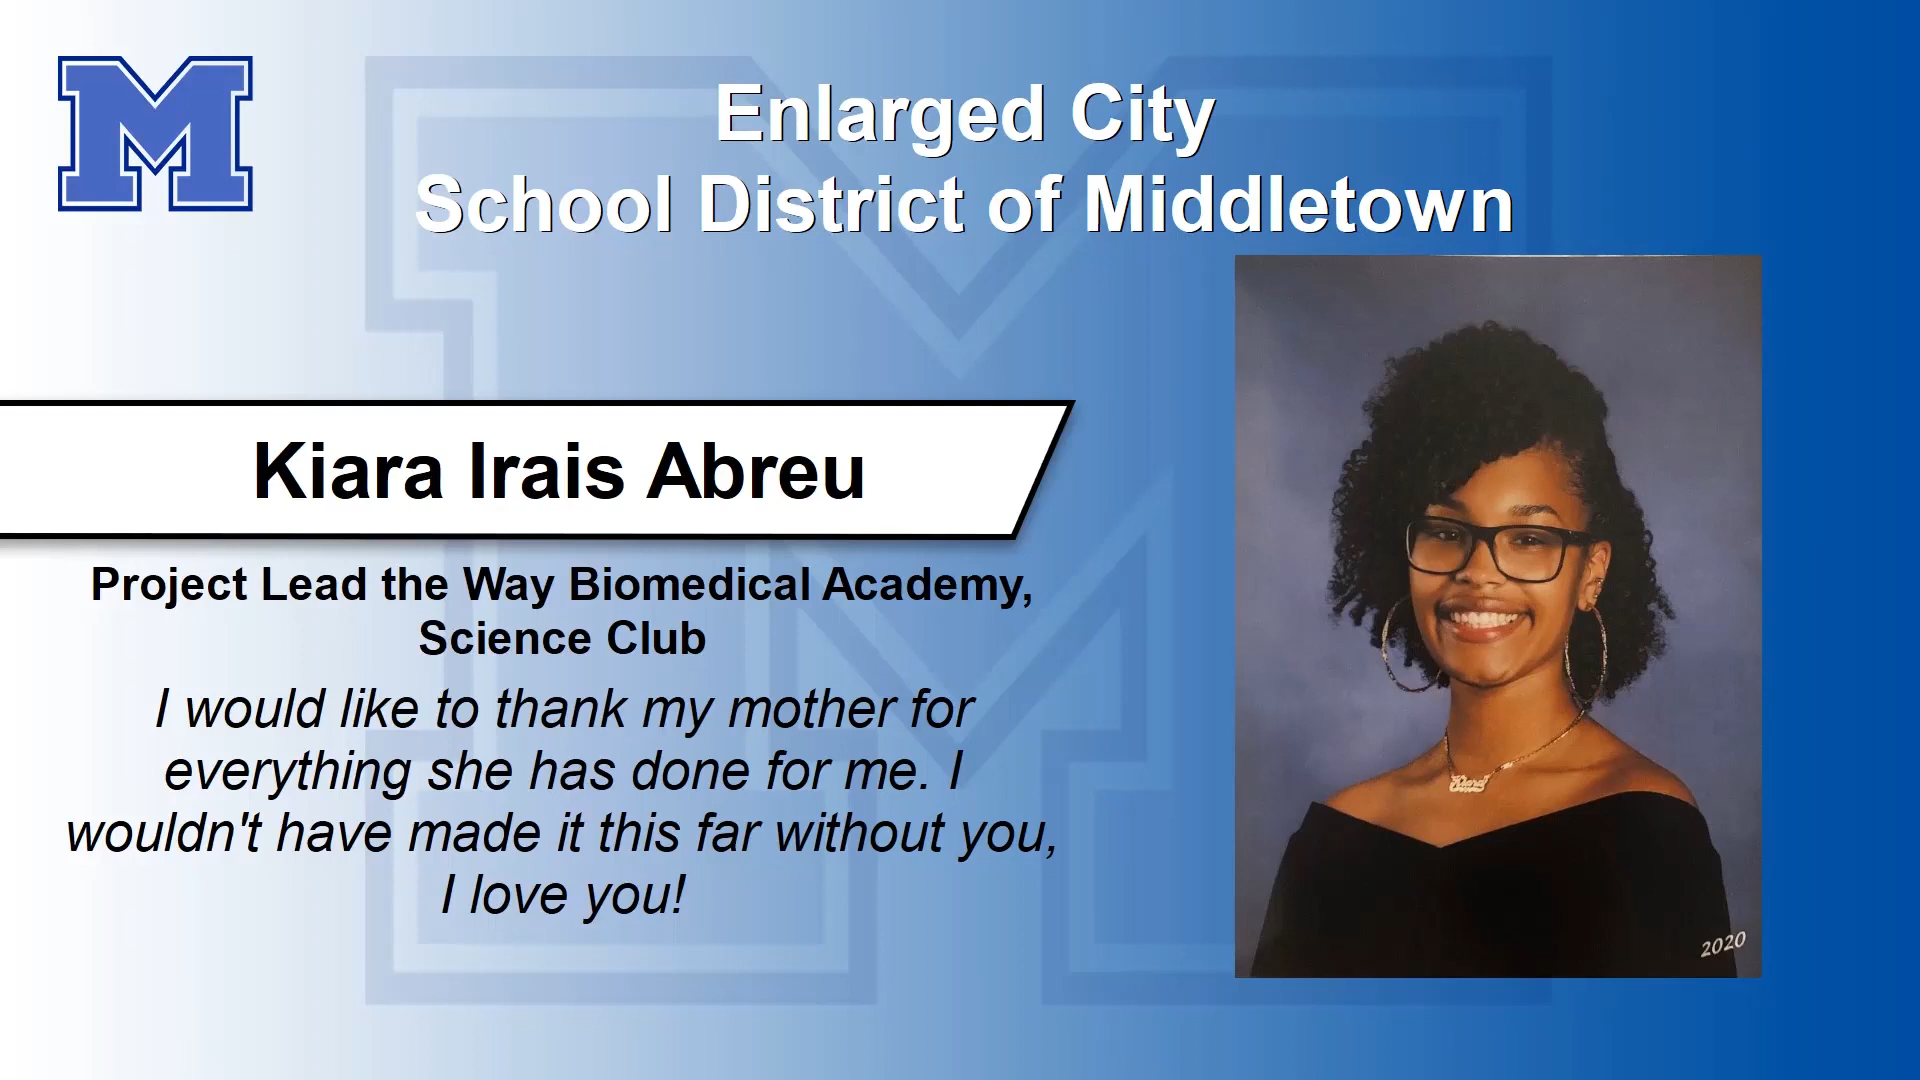 M
Enlarged City
School District of Middletown
Kiara Irais Abreu
Project Lead the Way Biomedical Academy,
Science Club
I would like to thank my mother for
everything she has done for me. I
wouldn't have made it this far without you,
I love you!
Kiara
2020